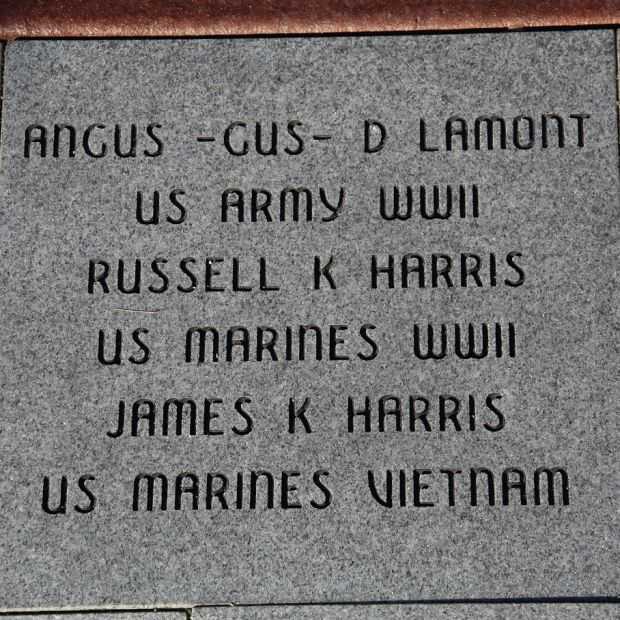 ANGUS -GUS- D LAMONT
US ARMY WWII
RUSSELL K HARRIS
US MARINES WWII
JAMES K HARRIS
US MARINES VIETNAM